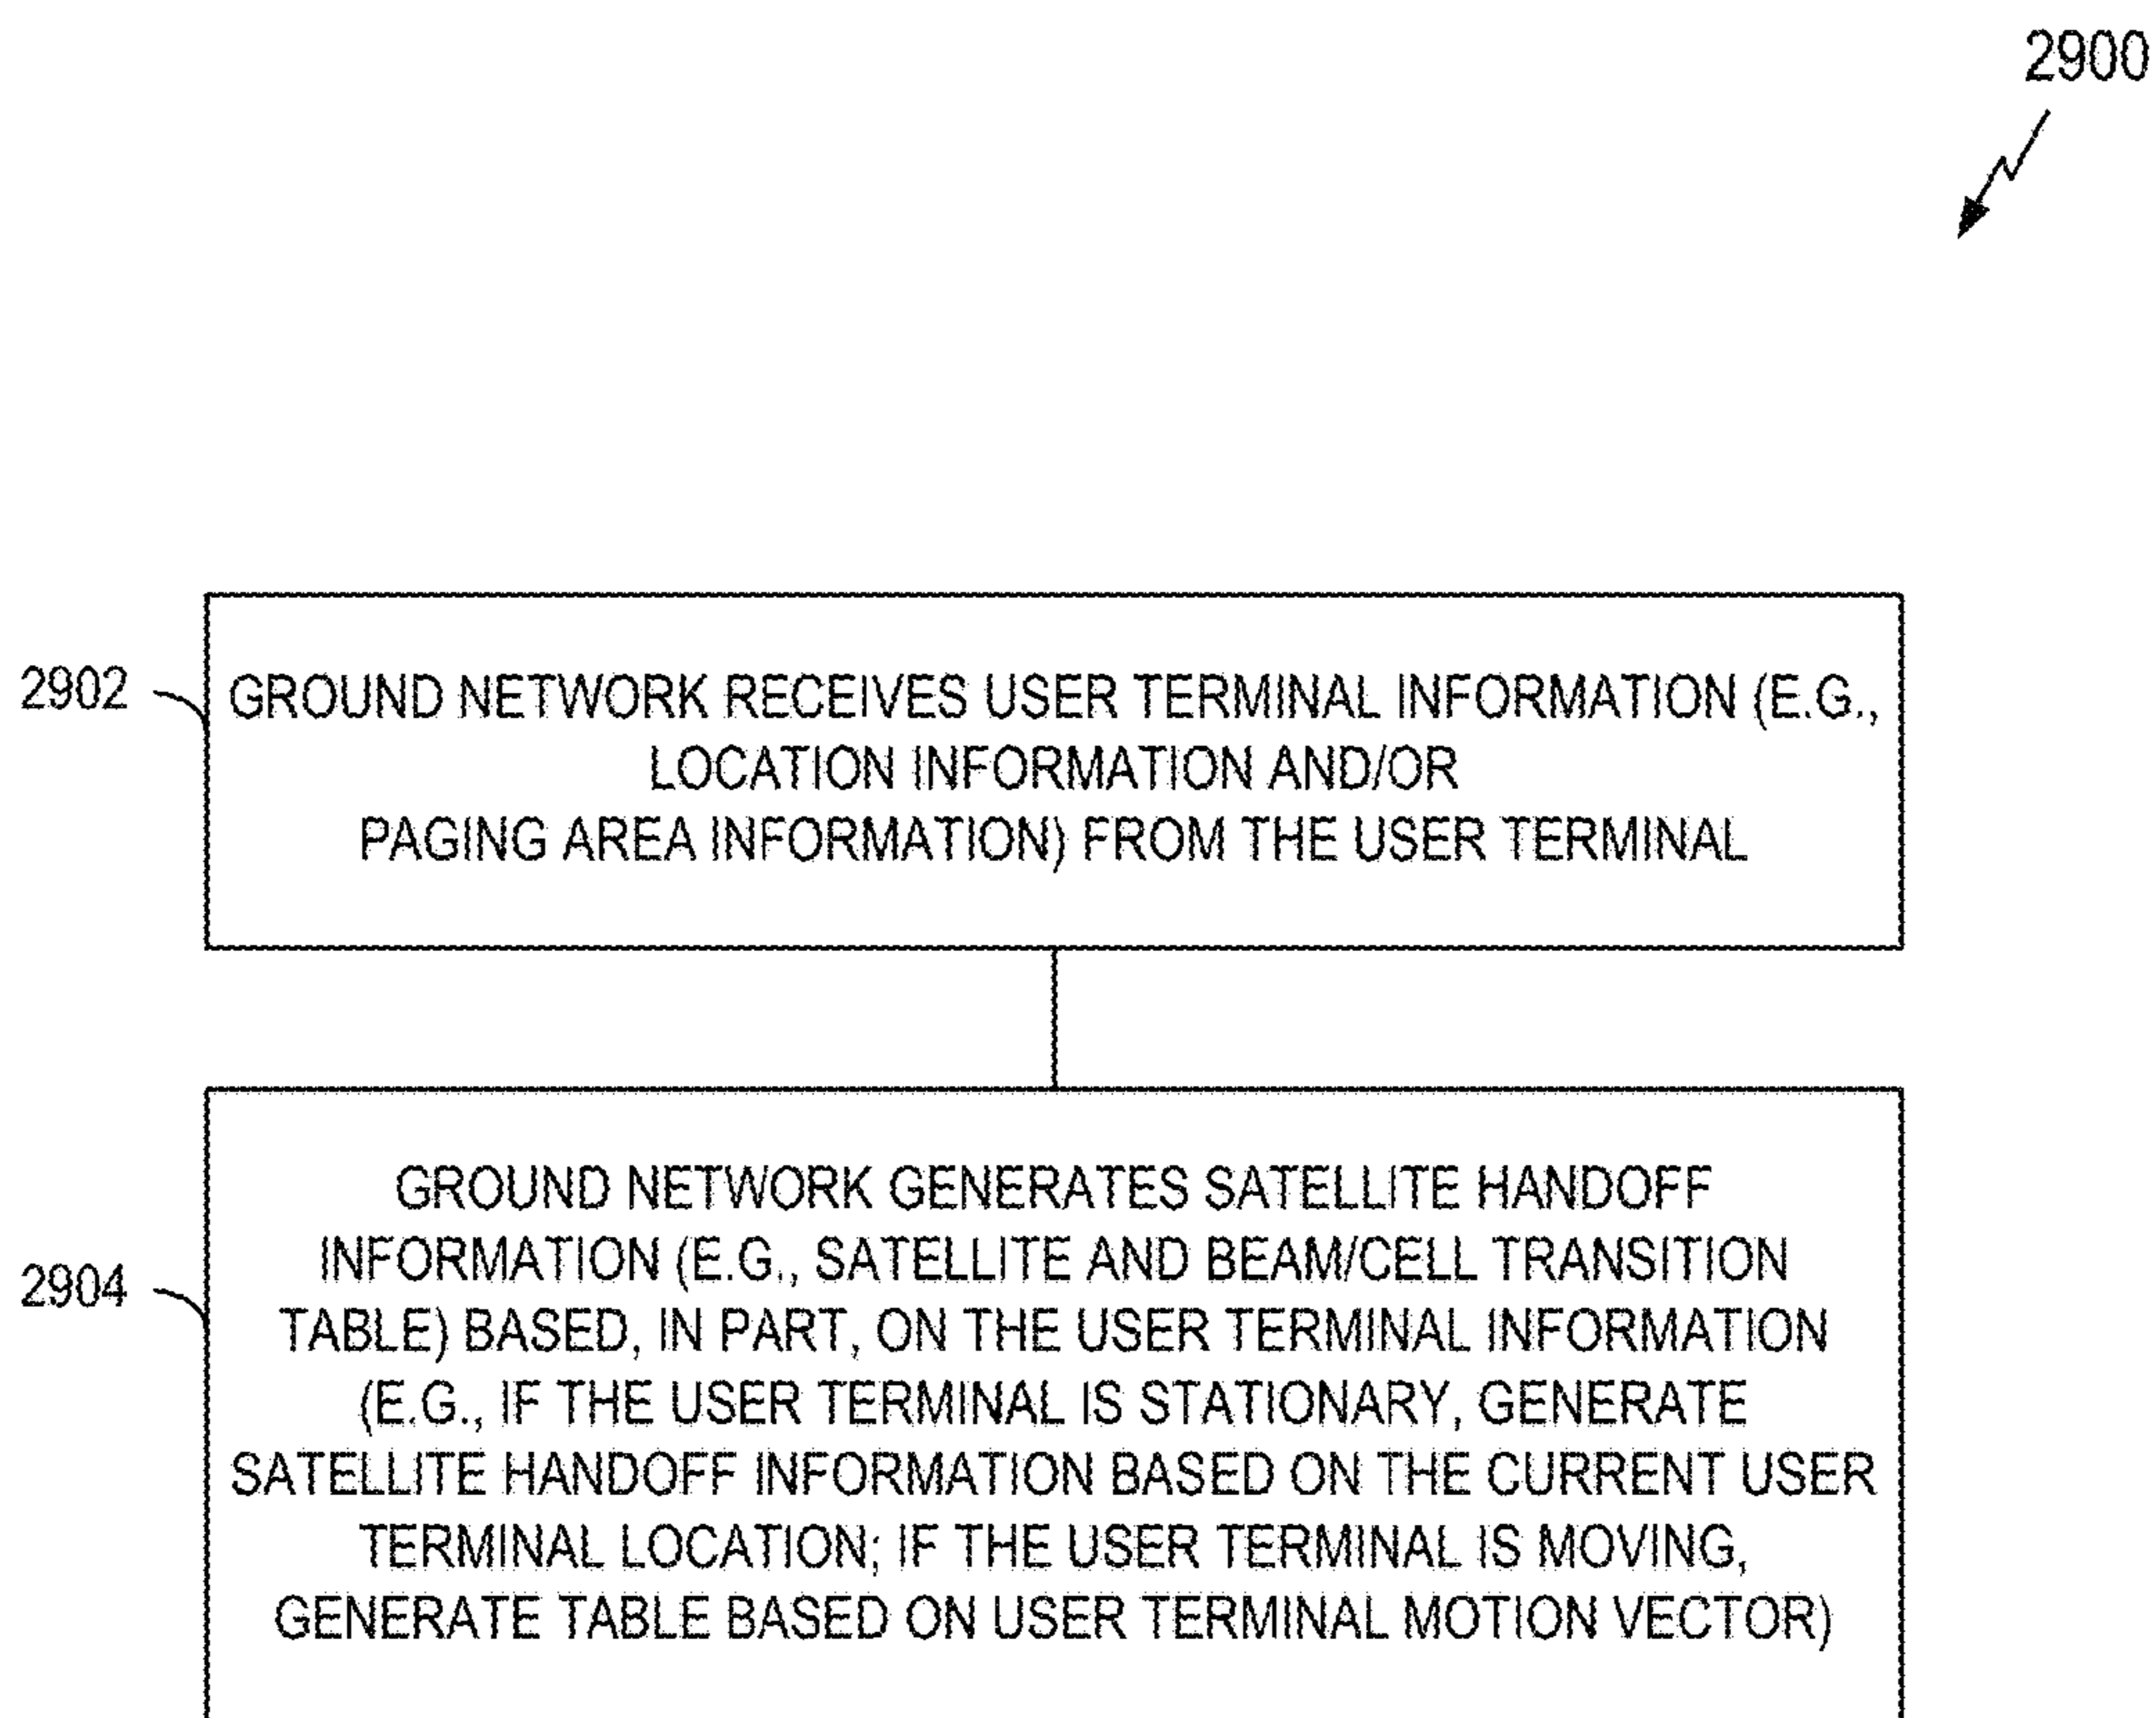 2900
2902
GROUND NETWORK RECEIVES USER TERMINAL INFORMATION (E.G.,
LOCATION INFORMATION AND/OR
PAGING AREA INFORMATION) FROM THE USER TERMINAL
2904
GROUND NETWORK GENERATES SATELLITE HANDOFF
INFORMATION (E.G., SATELLITE AND BEAM/CELL TRANSITION
TABLE) BASED, IN PART, ON THE USER TERMINAL INFORMATION
(E.G., IF THE USER TERMINAL IS STATIONARY, GENERATE
SATELLITE HANDOFF INFORMATION BASED ON THE CURRENT USER
TERMINAL LOCATION; IF THE USER TERMINAL IS MOVING,
GENERATE TABLE BASED ON USER TERMINAL MOTION VECTOR)